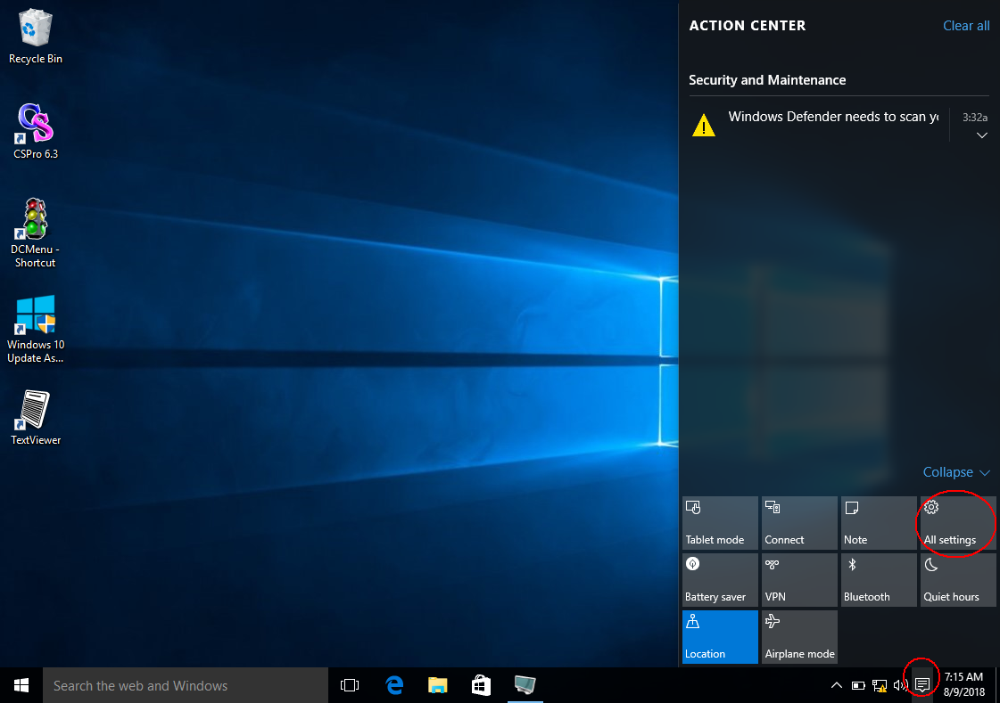 Recycle Bin
CSPro 6.3
DCMenu -
Shortcut
Windows 10
Update As...
TextViewer
ACTION CENTER
Clear all
Security and Maintenance
Windows Defender needs to scan yo
3:32a
Collapse
Tablet mode
Connect
Note
All settings
Battery saver
VPN
Bluetooth
Quiet hours
Location
Airplane mode
Search the web and Windows
7:15 AM
8/9/2018